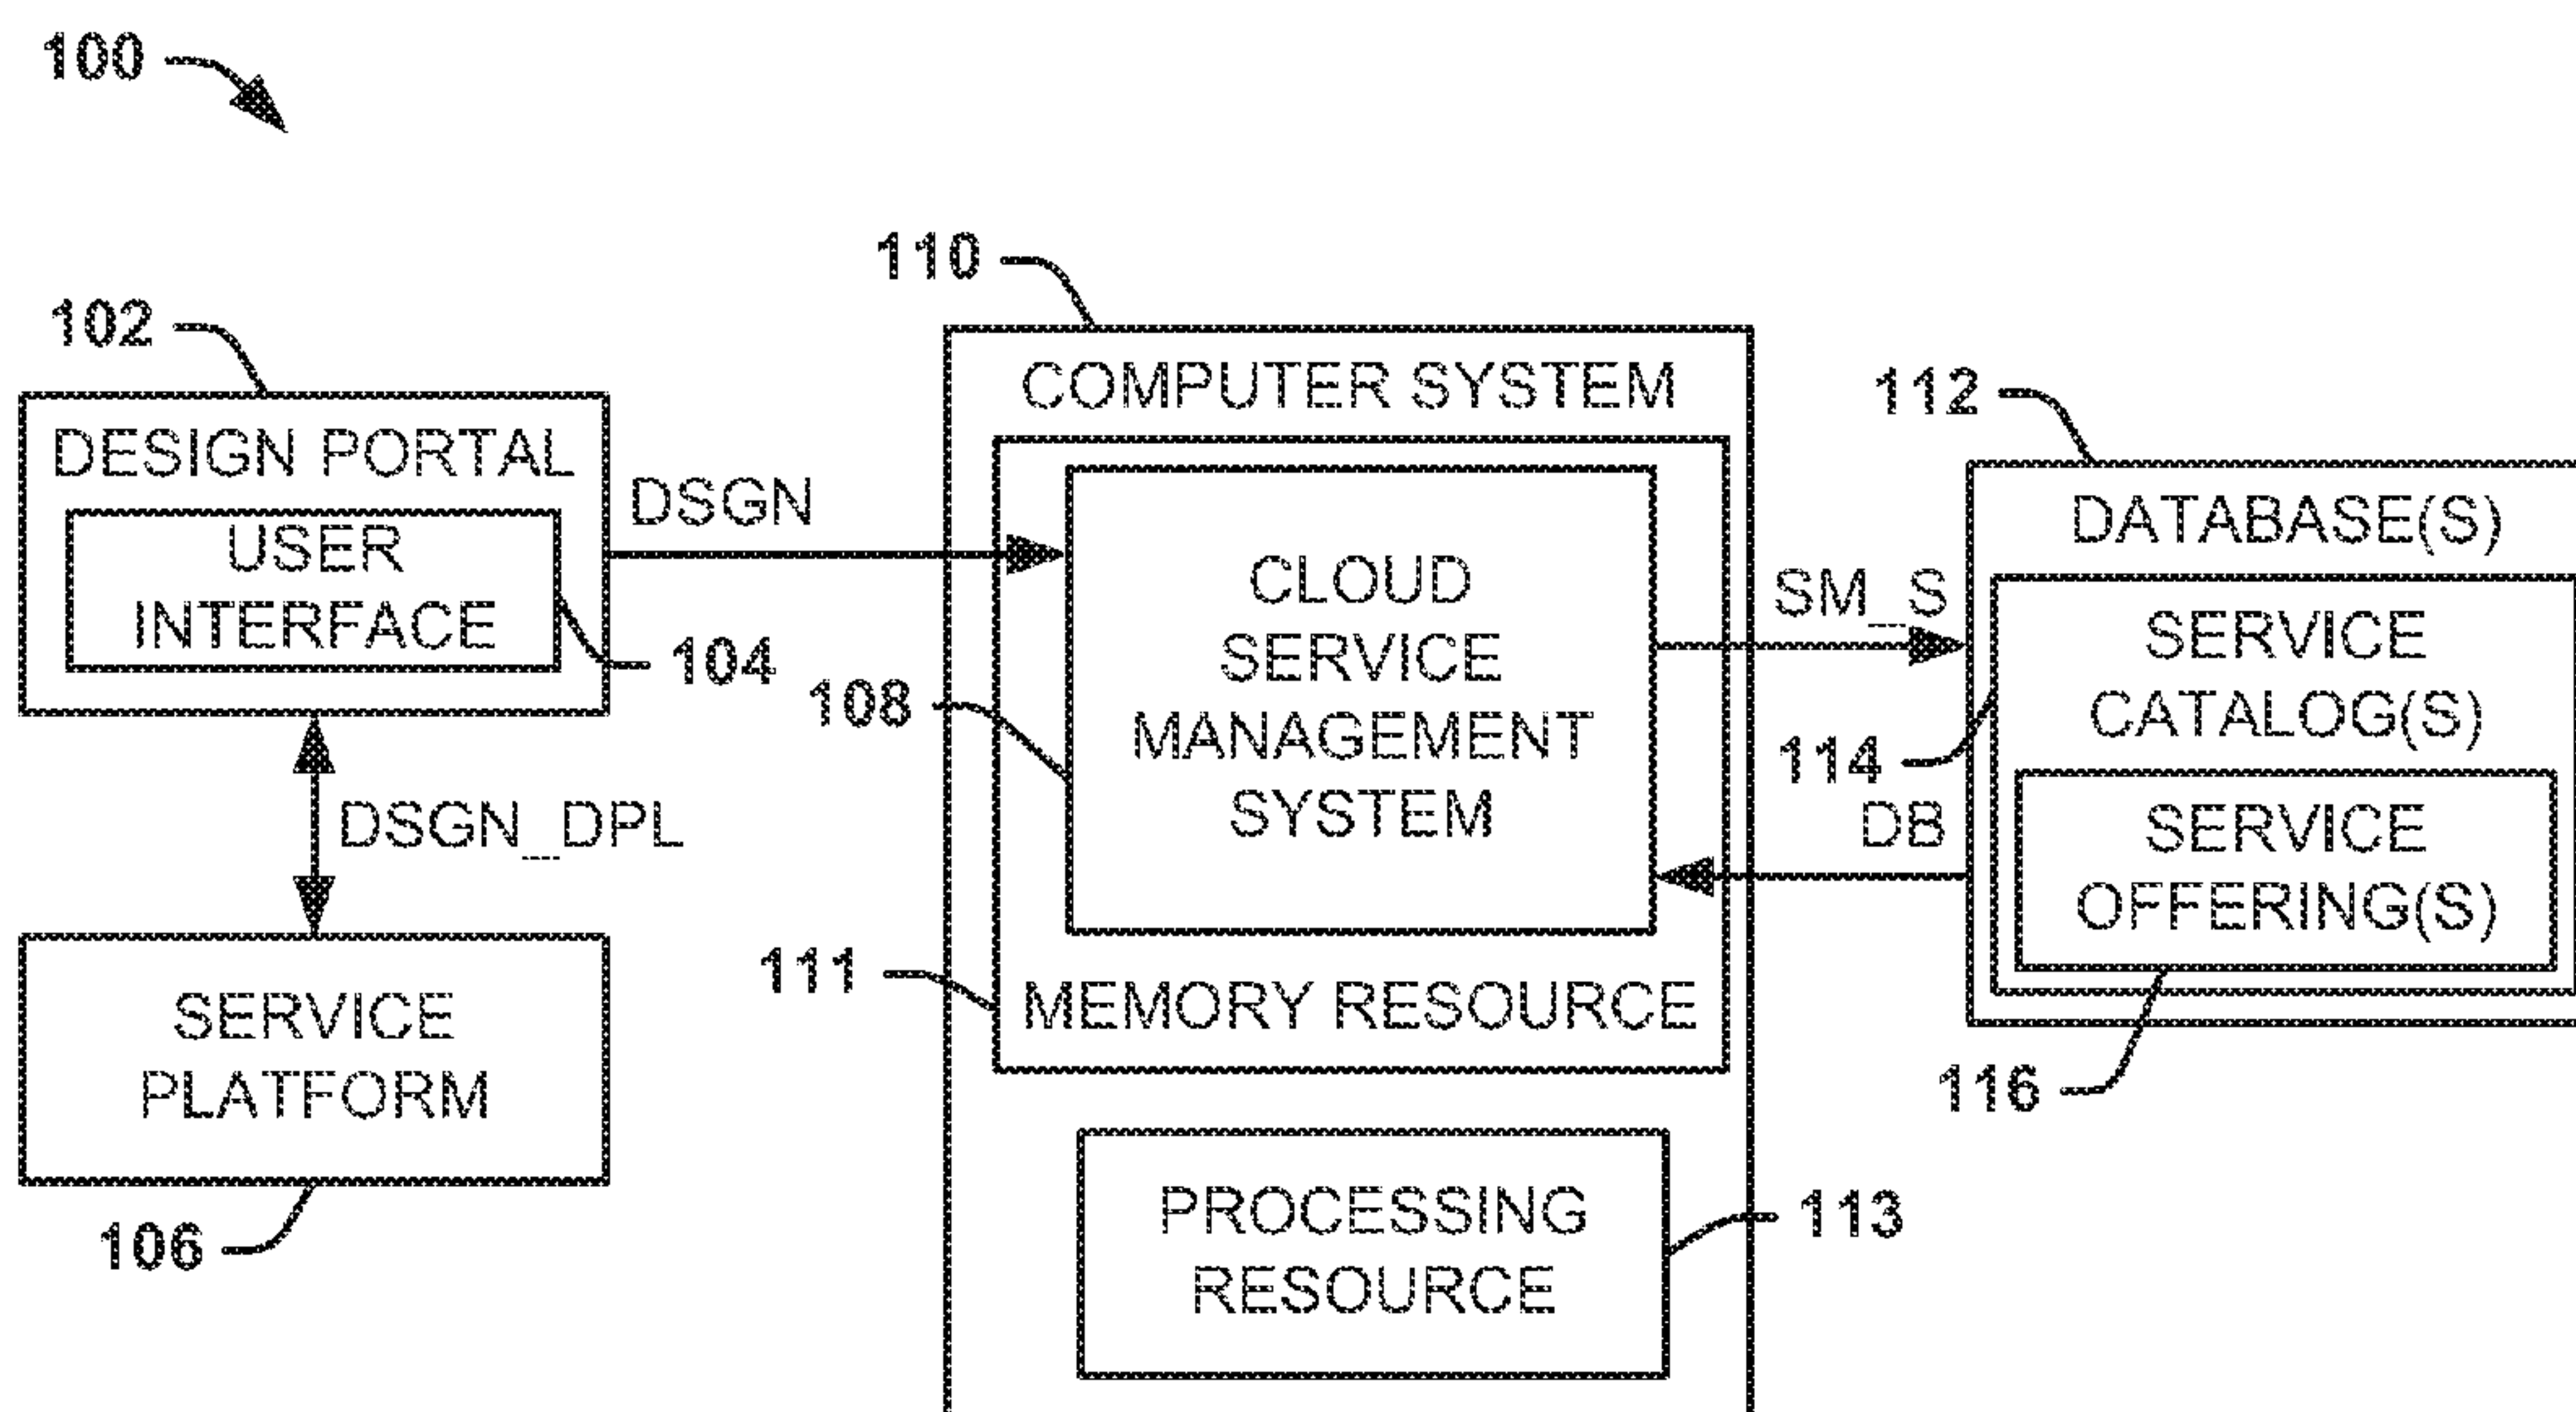 100
110
102
COMPUTER SYSTEM
112
DESIGN PORTAL
USER
INTERFACE
104
DSGN
CLOUD
SERVICE
MANAGEMENT
SYSTEM
108
SM_S
DATABASE(S)
SERVICE
CATALOG(S)
114
DB
SERVICE
OFFERING(S)
DSGN_DPL
111
MEMORY RESOURCE
116
SERVICE
PLATFORM
106
PROCESSING
RESOURCE
113